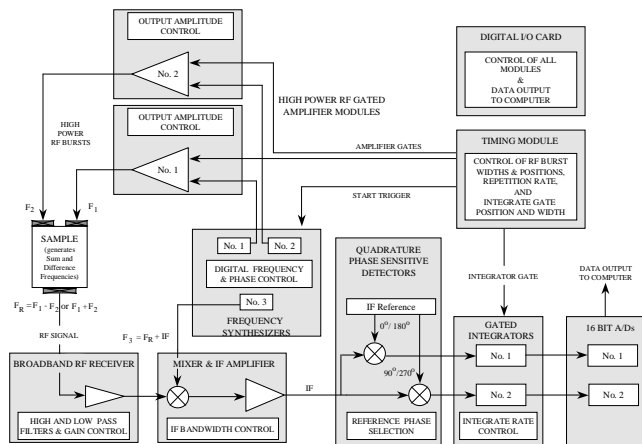 OUTPUT AMPLITUDE
CONTROL
No. 2
OUTPUT AMPLITUDE
CONTROL
No. 1
HIGH POWER RF GATED
AMPLIFIER MODULES
DIGITAL I/O CARD
CONTROL OF ALL
MODULES
&
DATA OUTPUT
TO COMPUTER
TIMING MODULE
CONTROL OF RF BURST
WIDTHS & POSITIONS,
REPETITION RATE,
AND
INTEGRATE GATE
POSITION AND WIDTH
AMPLIFIER GATES
START TRIGGER
HIGH
POWER
RF BURSTS
F2
F1
SAMPLE
(generates
Sum and
Difference
Frequencies)
FR = F1 - F2 or F1 + F2
RF SIGNAL
No. 1
No. 2
DIGITAL FREQUENCY
& PHASE CONTROL
No. 3
FREQUENCY
SYNTHESIZERS
F3 = FR + IF
QUADRATURE
PHASE SENSITIVE
DETECTORS
IF Reference
0°/ 180°
90°/270°
REFERENCE PHASE
SELECTION
INTEGRATOR GATE
DATA OUTPUT
TO COMPUTER
BROADBAND RF RECEIVER
HIGH AND LOW PASS
FILTERS & GAIN CONTROL
MIXER & IF AMPLIFIER
IF BANDWIDTH CONTROL
IF
GATED
INTEGRATORS
No. 1
No. 2
INTEGRATE RATE
CONTROL
16 BIT A/Ds
No. 1
No. 2